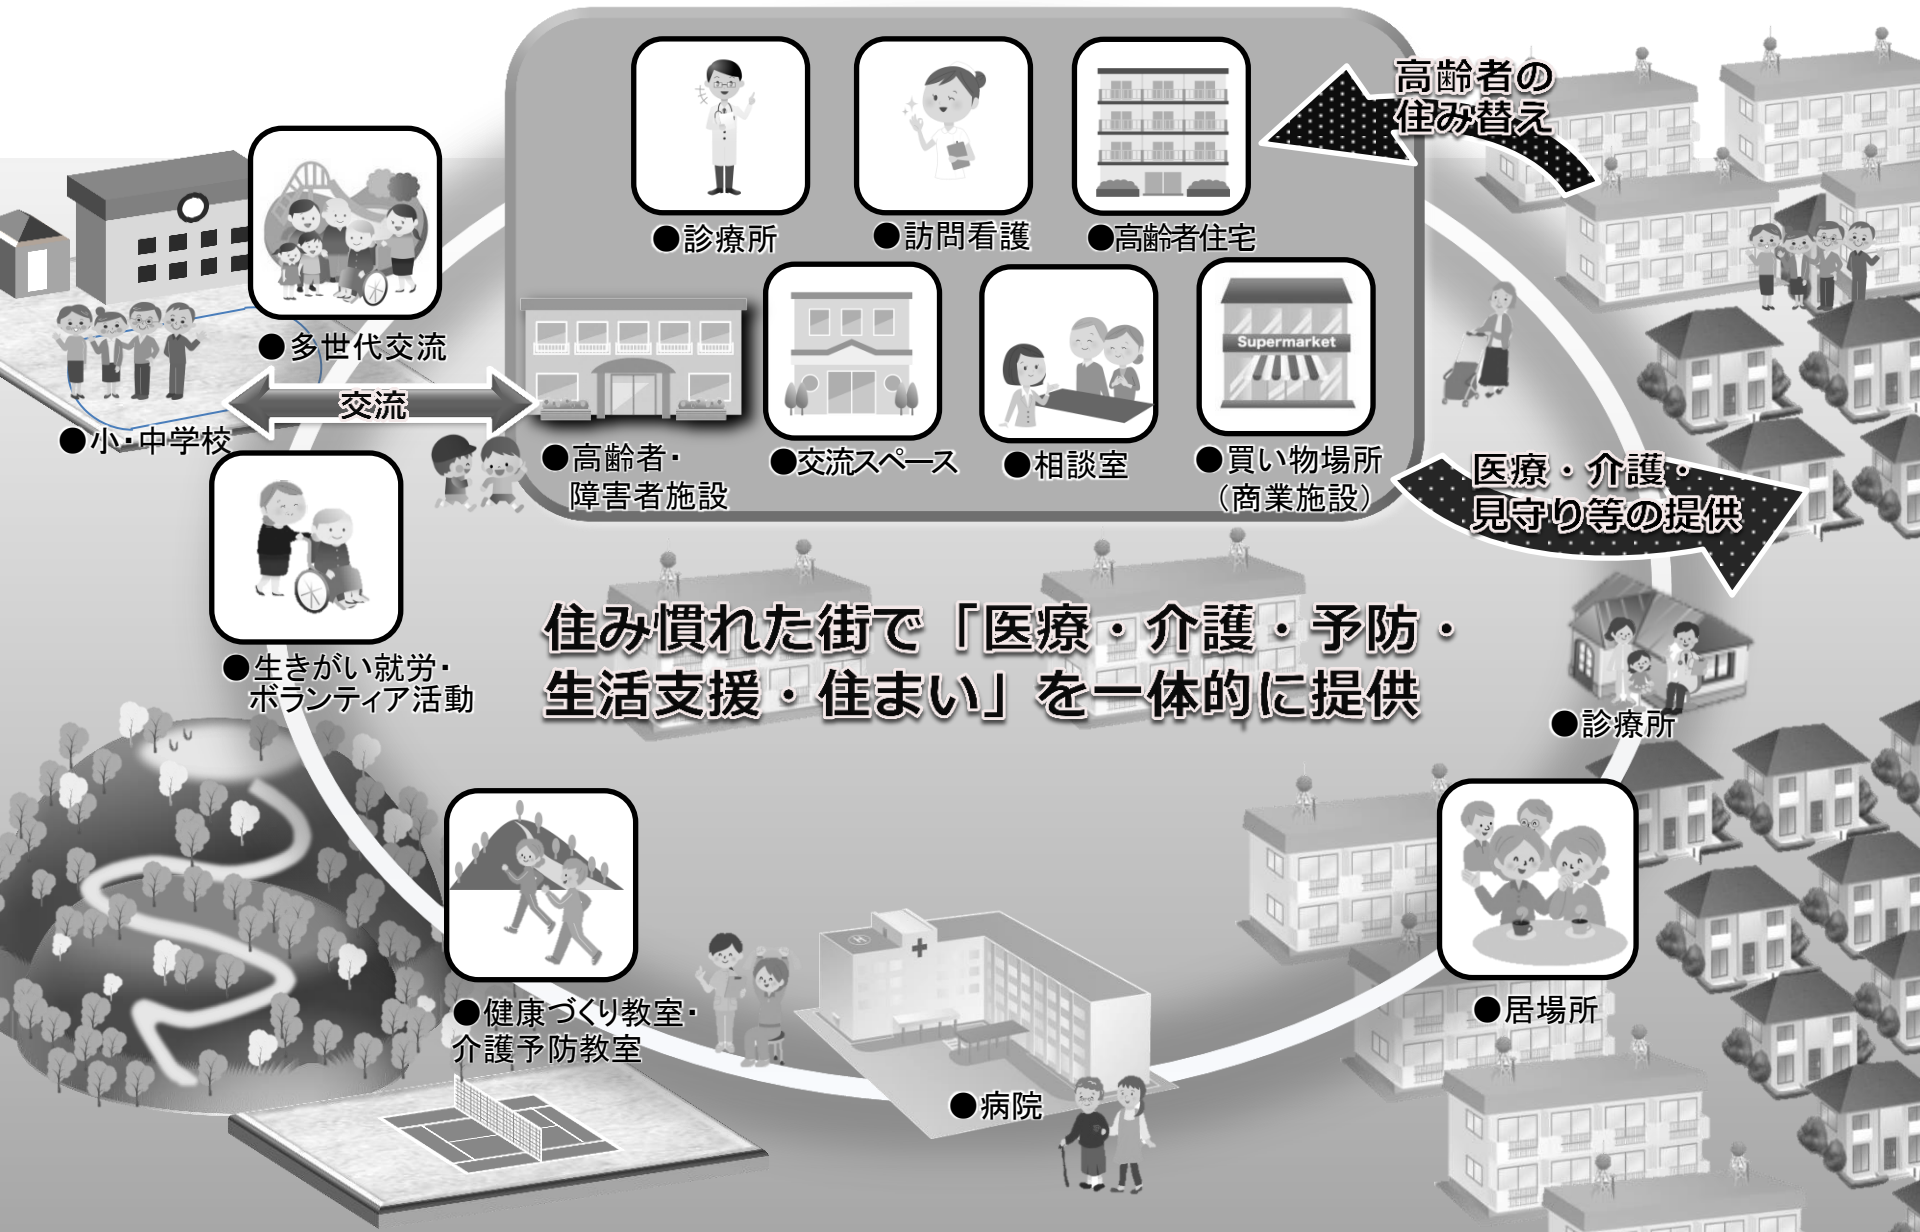 ●診療所
●訪問看護
●高齢者住宅
高齢者の
住み替え
●多世代交流
交流
●小・中学校
●高齢者・
障害者施設
●交流スペース
●相談室
Supermarket
●買い物場所
（商業施設）
医療・介護・
見守り等の提供
●生きがい就労・
ボランティア活動
住み慣れた街で「医療・介護・予防・
生活支援・住まい」を一体的に提供
●診療所
●健康づくり教室・
介護予防教室
H
●病院
●居場所